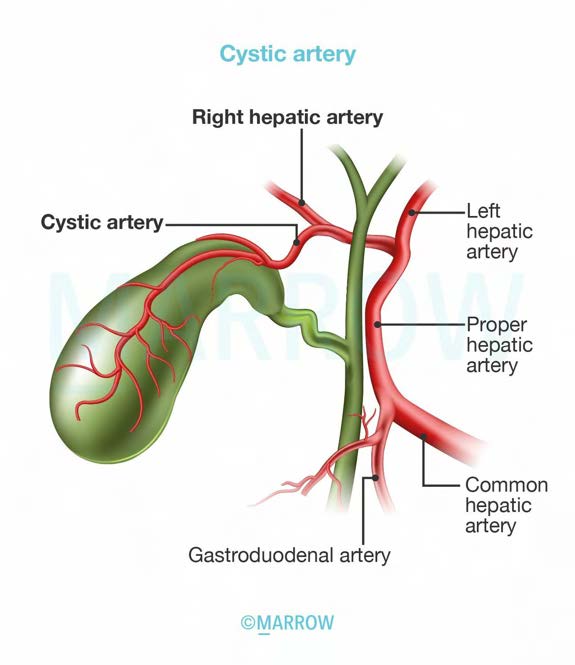 Cystic artery
Right hepatic artery
Cystic artery
Left
hepatic
artery
MARROW
Proper
hepatic
artery
Common
hepatic
artery
Gastroduodenal artery
©MARROW